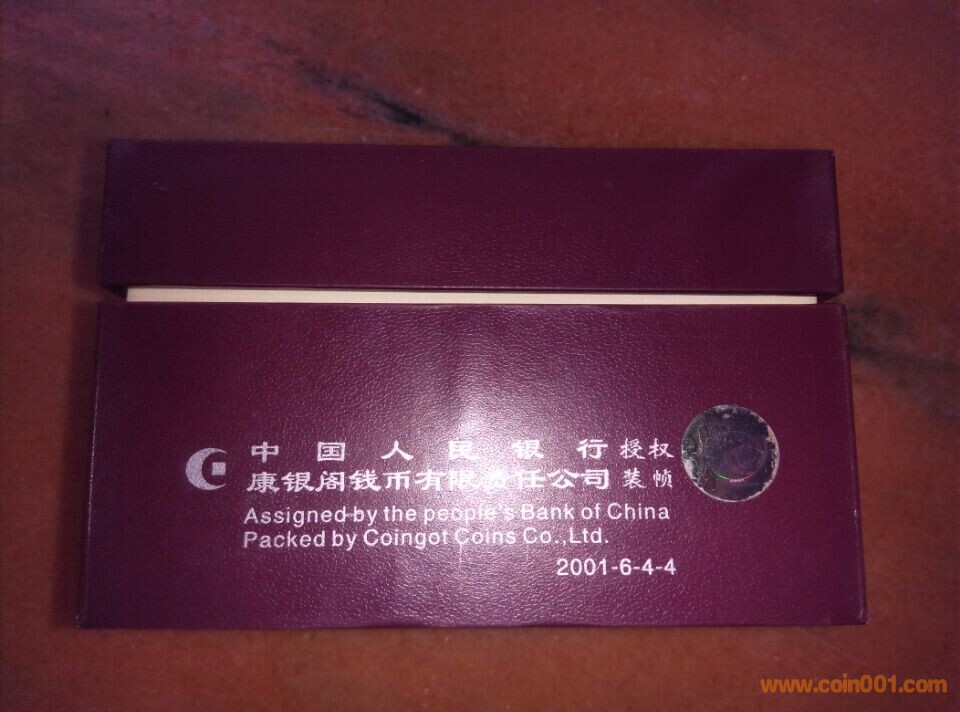 中国人民银行授权
康银阁钱币有限责任公司装帧
Assigned by the people's Bank of China
Packed by Coingot Coins Co.,Ltd.
2001-6-4-4
www.coin001.com